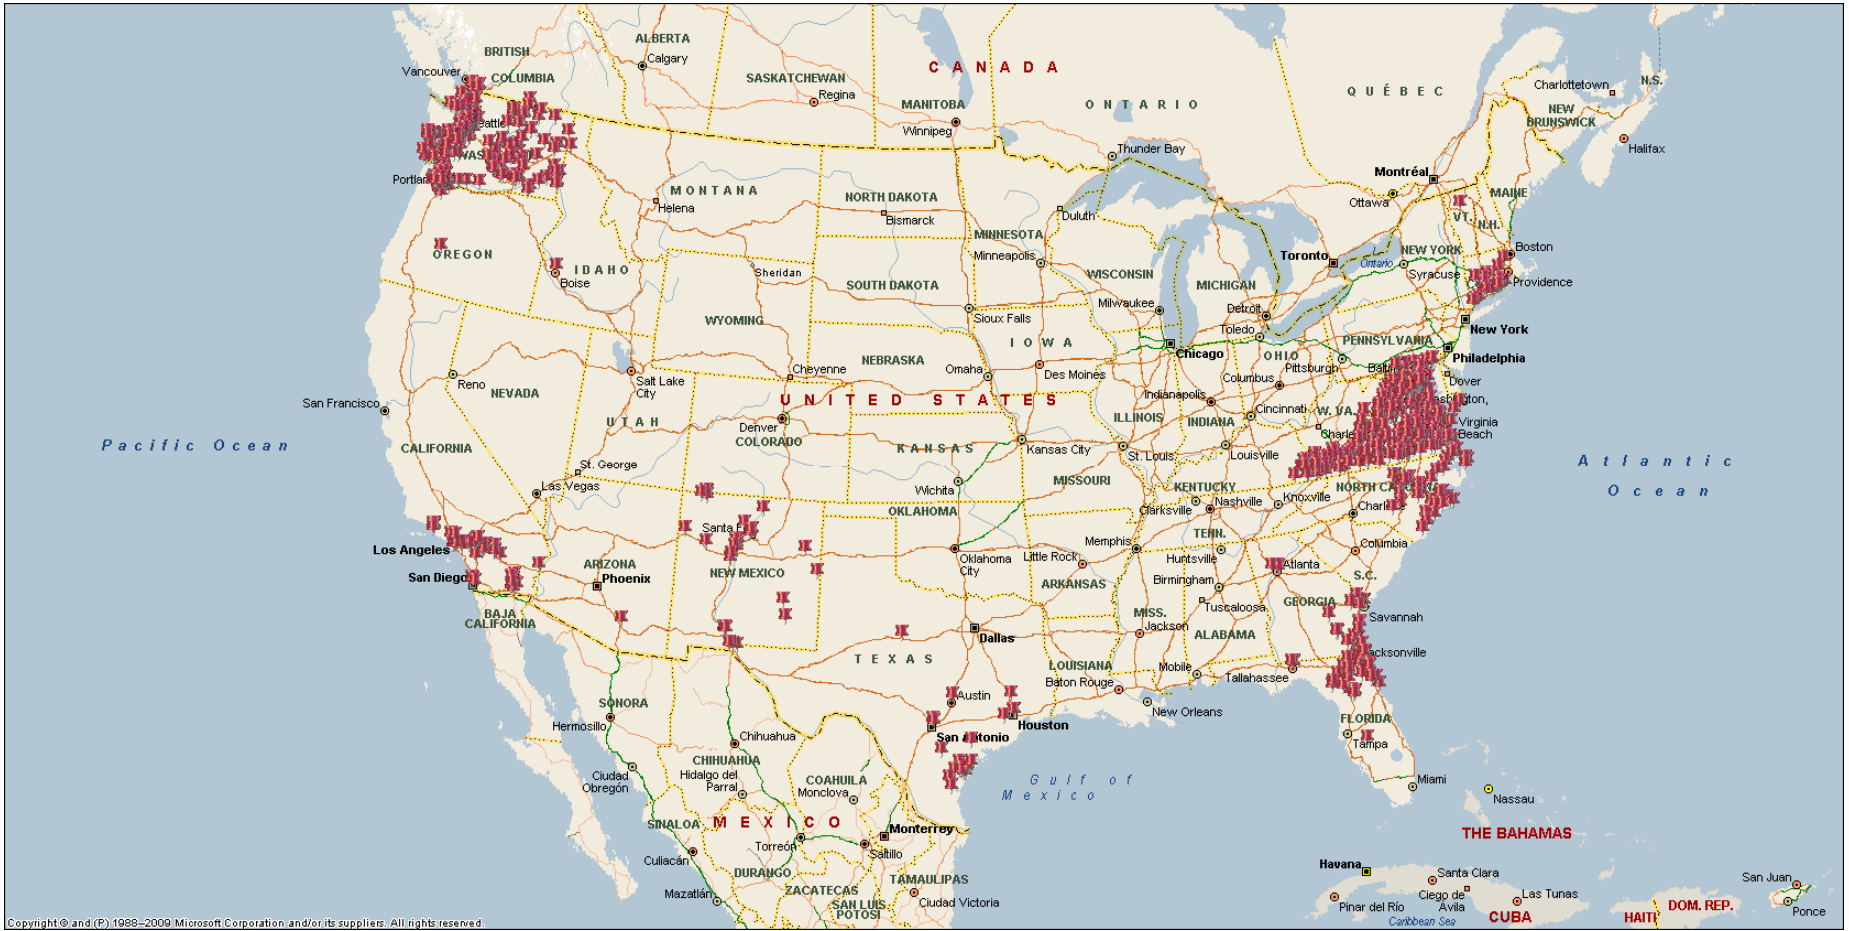 ALBERTA
BRITISH
COLUMBIA
Vancouver
Calgary
C A N A D A
SASKATCHEWAN
Regina
MANITOBA
Winnipeg
O N T A R I O
Q U É B E C
Charlottetown
N.S.
NEW
BRUNSWICK
Halifax
Thunder Bay
Montréal
Ottawa
MAINE
VT.
N.H.
Boston
Providence
NEW YORK
Syracuse
Toronto
Ontario
M O N T A N A
Helena
NORTH DAKOTA
Bismarck
Duluth
MINNESOTA
Minneapolis
WISCONSIN
MICHIGAN
Milwaukee
Detroit
Toledo
New York
PENNSYLVANIA
Philadelphia
Pittsburgh
Dover
OREGON
I D A H O
Boise
Sheridan
SOUTH DAKOTA
Sioux Falls
WYOMING
I O W A
Chicago
OHIO
NEBRASKA
Omaha
Des Moines
Columbus
Indianapolis
Cheyenne
Salt Lake
City
Reno
NEVADA
San Francisco
U N I T E D S T A T E S
U T A H
Denver
COLORADO
ILLINOIS
INDIANA
Cincinnati
W. VA.
Virginia
Beach
Pacific Ocean
CALIFORNIA
K A N S A S
Kansas City
St. Louis
Louisville
Atlantic
Ocean
St. George
Las Vegas
Wichita
MISSOURI
KENTUCKY
Nashville
Knoxville
Clarksville
OKLAHOMA
Memphis
TENN.
Huntsville
Columbia
Los Angeles
San Diego
ARIZONA
Phoenix
NEW MEXICO
Oklahoma
City
Little Rock
ARKANSAS
Birmingham
Atlanta
S.C.
GEORGIA
Savannah
Tuscaloosa
MISS.
Jackson
ALABAMA
BAJA
CALIFORNIA
Dallas
T E X A S
LOUISIANA
Baton Rouge
Mobile
Tallahassee
New Orleans
Austin
Houston
San Antonio
FLORIDA
Tampa
Miami
SONORA
Hermosillo
Chihuahua
CHIHUAHUA
Hidalgo del
Parral
Ciudad
Obregón
COAHUILA
Monclova
Gulf of
Mexico
Nassau
THE BAHAMAS
SINALOA
M E X I C O
Monterrey
Torreón
Saltillo
Culiacán
DURANGO
Mazatlán
ZACATECAS
SAN LUIS
POTOSI
TAMAULIPAS
Ciudad Victoria
Havana
Santa Clara
Pinar del Río
Ciego de
Avila
Las Tunas
Caribbean Sea
CUBA
HAITI
DOM. REP.
San Juan
Ponce
Copyright © and (P) 1988–2009 Microsoft Corporation and/or its suppliers. All rights reserved.